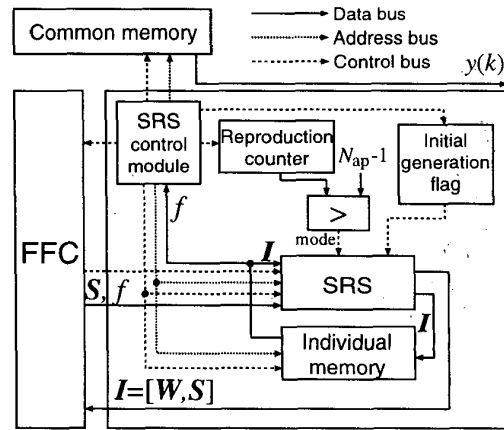 Common memory
Data bus
Address bus
Control bus
y(k)
SRS
control
module
Reproduction
counter
N_ap-1
Initial
generation
flag
f
>
mode
I
FFC
S, f
SRS
I
Individual
memory
I=[W,S]